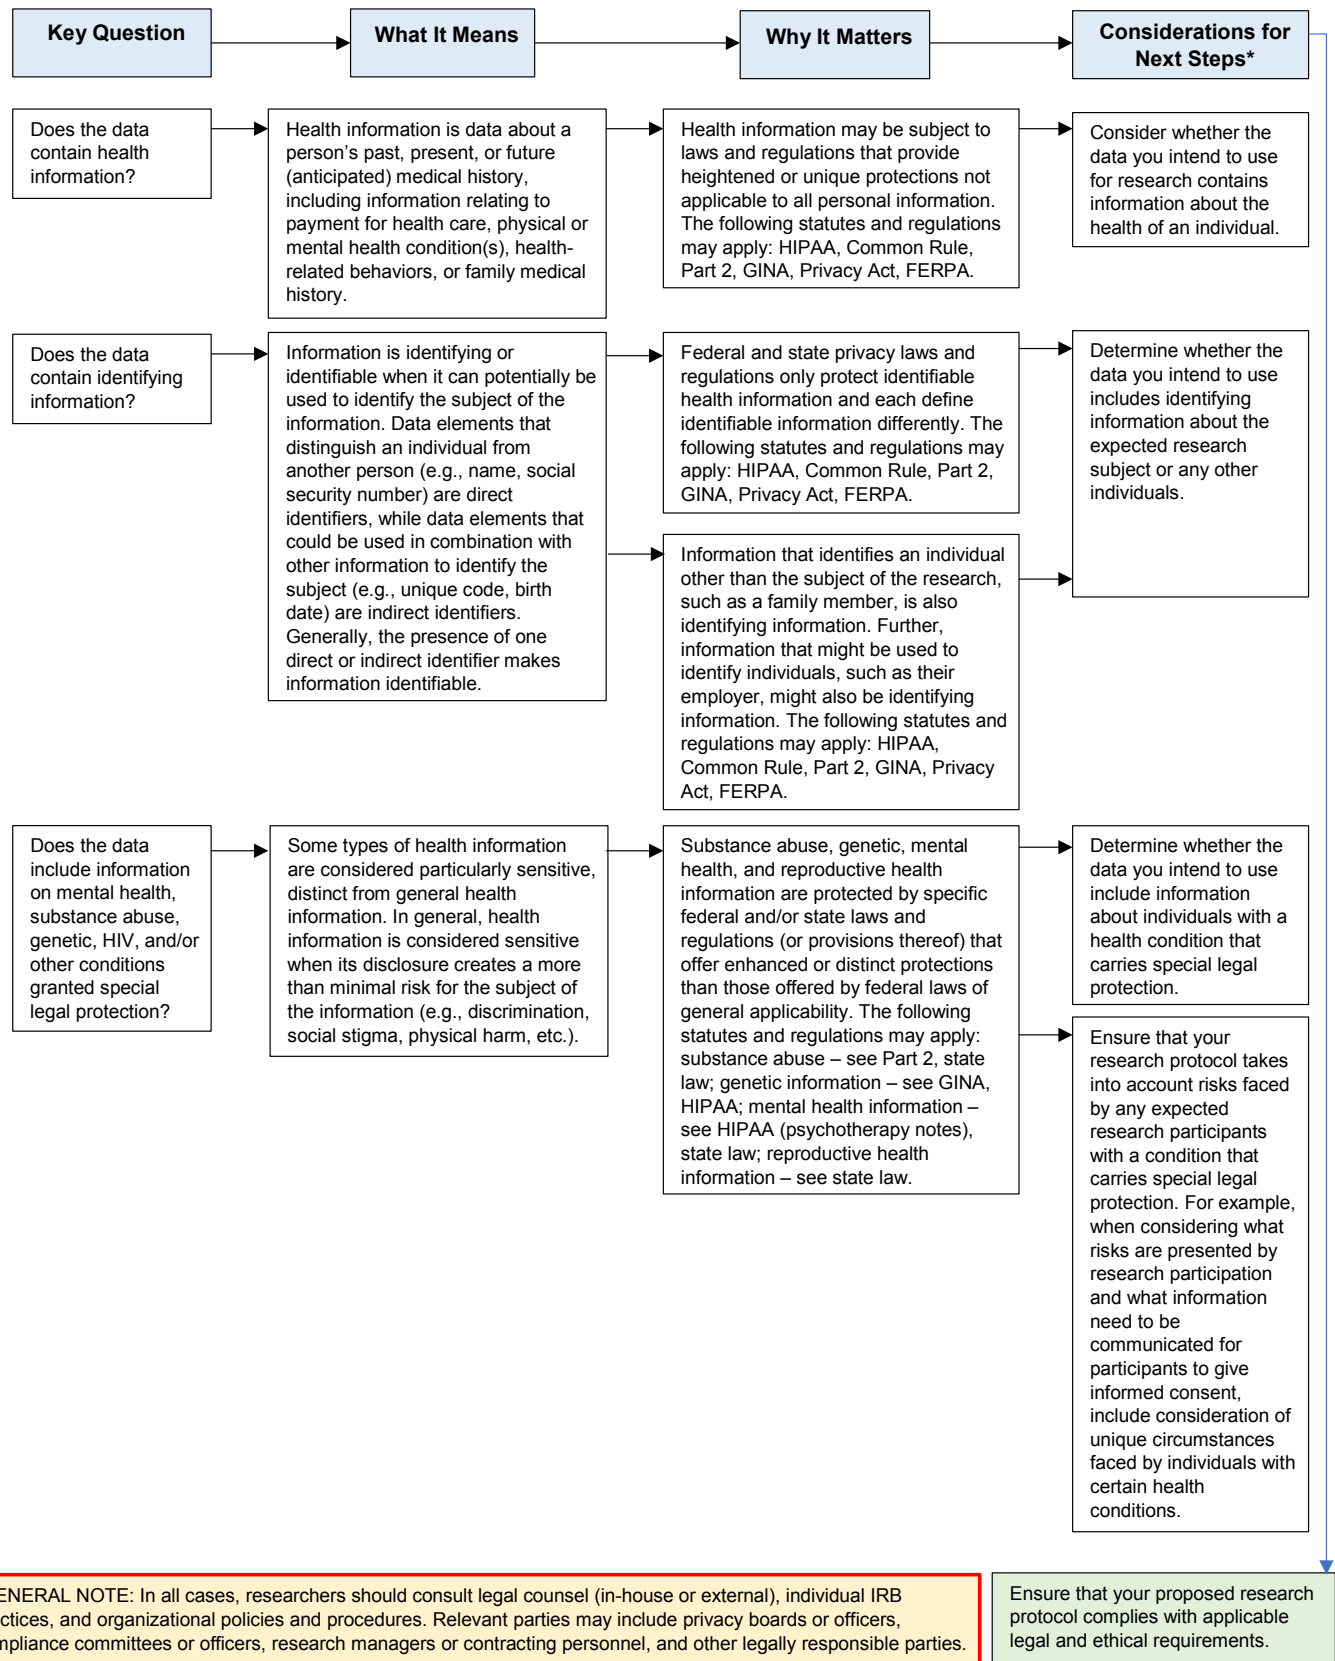 Key Question
What It Means
Why It Matters
Considerations for
Next Steps*
Does the data
contain health
information?
Health information is data about a
person's past, present, or future
(anticipated) medical history,
including information relating to
payment for health care, physical or
mental health condition(s), health-
related behaviors, or family medical
history.
Health information may be subject to
laws and regulations that provide
heightened or unique protections not
applicable to all personal information.
The following statutes and regulations
may apply: HIPAA, Common Rule,
Part 2, GINA, Privacy Act, FERPA.
Consider whether the
data you intend to use
for research contains
information about the
health of an individual.
Does the data
contain identifying
information?
Information is identifying or
identifiable when it can potentially be
used to identify the subject of the
information. Data elements that
distinguish an individual from
another person (e.g., name, social
security number) are direct
identifiers, while data elements that
could be used in combination with
other information to identify the
subject (e.g., unique code, birth
date) are indirect identifiers.
Generally, the presence of one
direct or indirect identifier makes
information identifiable.
Federal and state privacy laws and
regulations only protect identifiable
health information and each define
identifiable information differently. The
following statutes and regulations may
apply: HIPAA, Common Rule, Part 2,
GINA, Privacy Act, FERPA.
Information that identifies an individual
other than the subject of the research,
such as a family member, is also
identifying information. Further,
information that might be used to
identify individuals, such as their
employer, might also be identifying
information. The following statutes and
regulations may apply: HIPAA,
Common Rule, Part 2, GINA, Privacy
Act, FERPA.
Determine whether the
data you intend to use
includes identifying
information about the
expected research
subject or any other
individuals.
Does the data
include information
on mental health,
substance abuse,
genetic, HIV, and/or
other conditions
granted special
legal protection?
Some types of health information
are considered particularly sensitive,
distinct from general health
information. In general, health
information is considered sensitive
when its disclosure creates a more
than minimal risk for the subject of
the information (e.g., discrimination,
social stigma, physical harm, etc.).
Substance abuse, genetic, mental
health, and reproductive health
information are protected by specific
federal and/or state laws and
regulations (or provisions thereof) that
offer enhanced or distinct protections
than those offered by federal laws of
general applicability. The following
statutes and regulations may apply:
substance abuse – see Part 2, state
law; genetic information – see GINA,
HIPAA; mental health information –
see HIPAA (psychotherapy notes),
state law; reproductive health
information – see state law.
Determine whether the
data you intend to use
include information
about individuals with a
health condition that
carries special legal
protection.
Ensure that your
research protocol takes
into account risks faced
by any expected
research participants
with a condition that
carries special legal
protection. For example,
when considering what
risks are presented by
research participation
and what information
need to be
communicated for
participants to give
informed consent,
include consideration of
unique circumstances
faced by individuals with
certain health
conditions.
ENERAL NOTE: In all cases, researchers should consult legal counsel (in-house or external), individual IRB
ctices, and organizational policies and procedures. Relevant parties may include privacy boards or officers,
mpliance committees or officers, research managers or contracting personnel, and other legally responsible parties.
Ensure that your proposed research
protocol complies with applicable
legal and ethical requirements.